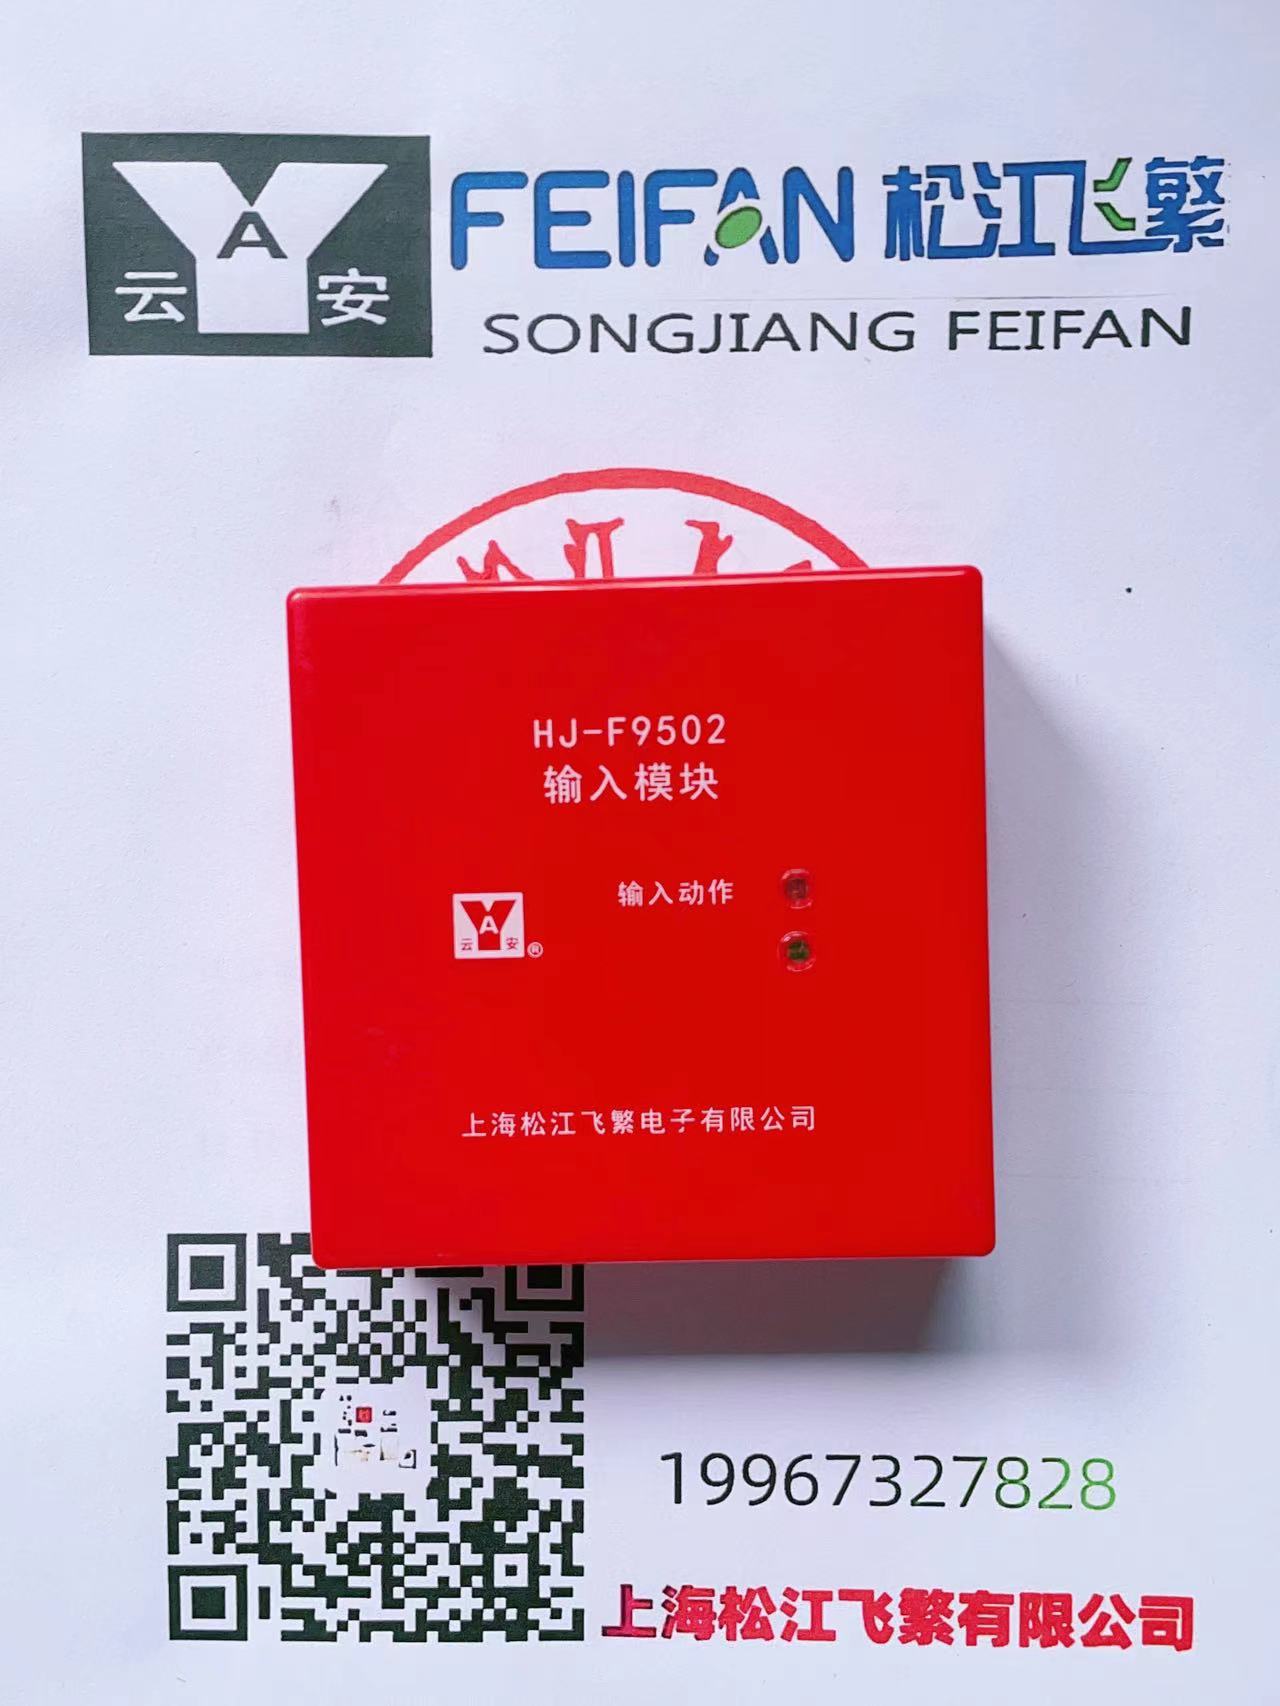 YA
云 安
FEIFAN 松江飞繁
SONGJIANG FEIFAN
HJ-F9502
输入模块
输入动作
YA
云 安 ®
上海松江飞繁电子有限公司
19967327828
上海松江飞繁有限公司